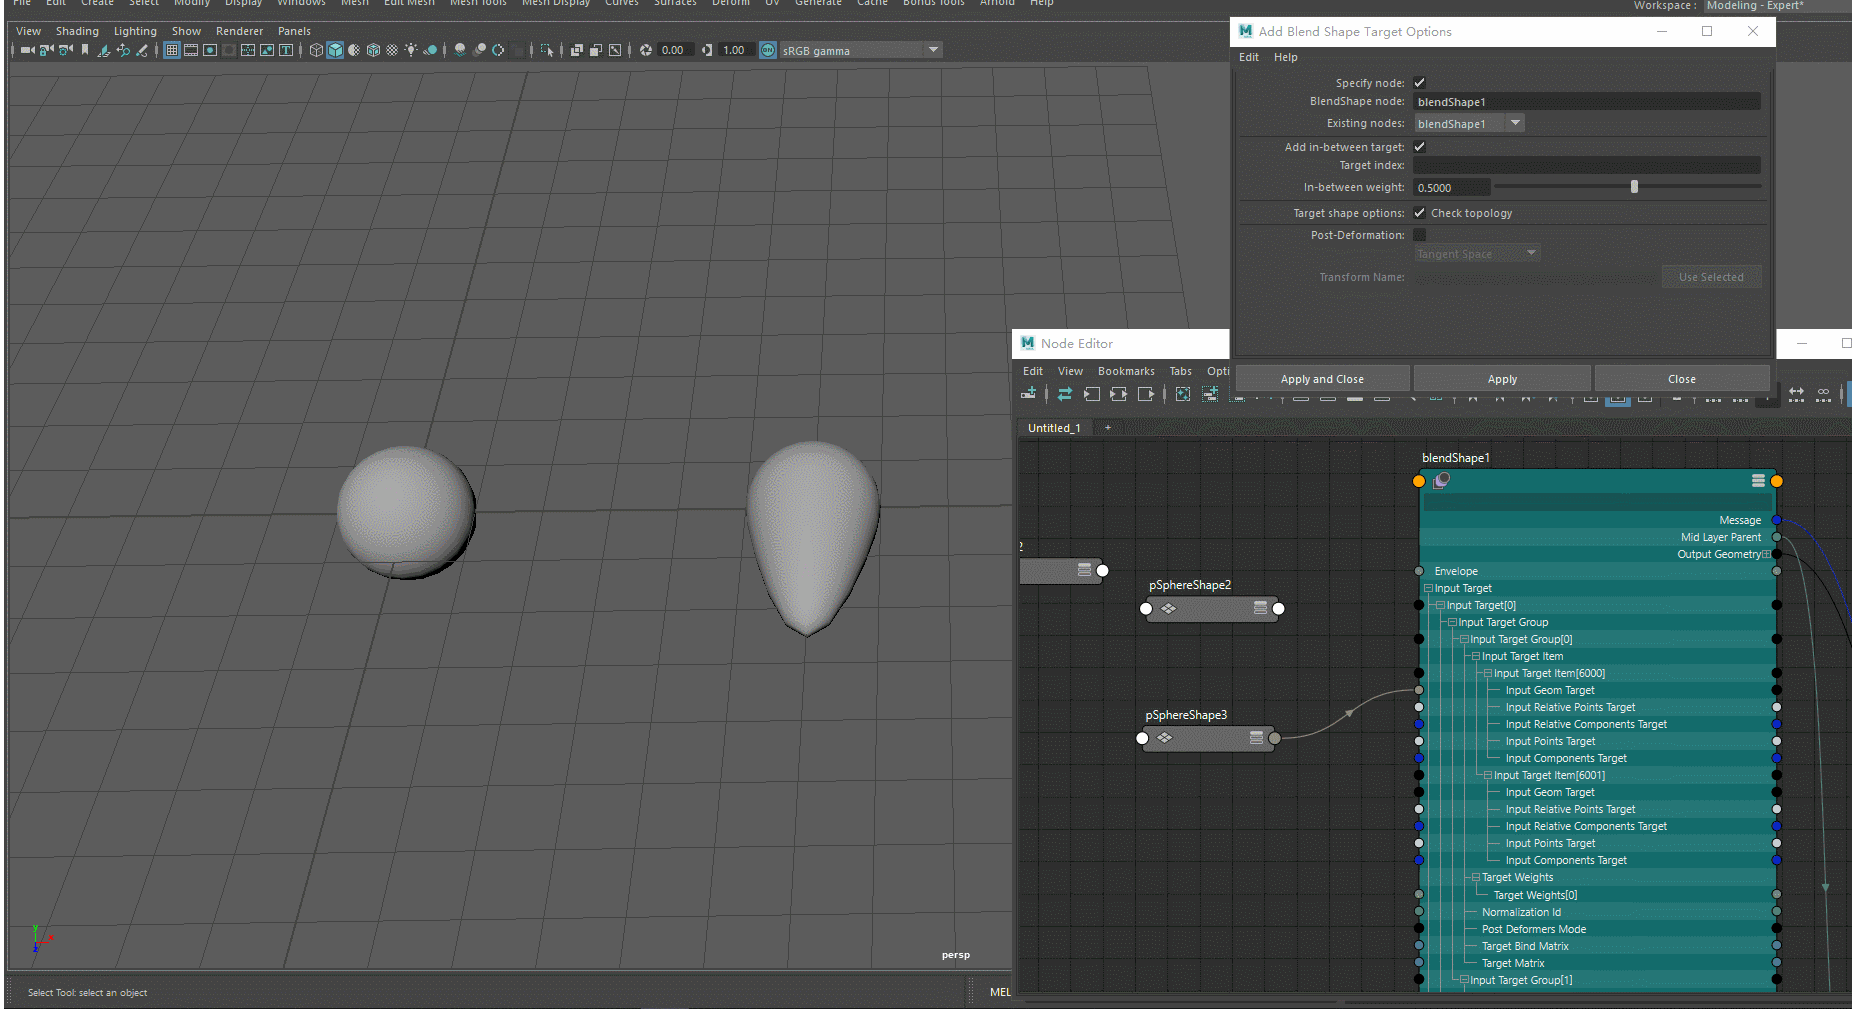 File Edit Create Select Modify Display Windows Mesh Edit Mesh Mesh Tools Mesh Display Curves Surfaces Deform UV Generate Cache Bonus Tools Arnold Help
Workspace : Modeling - Expert*
View Shading Lighting Show Renderer Panels
0.00 1.00 sRGB gamma
Add Blend Shape Target Options
Edit Help
Specify node:
BlendShape node: blendShape1
Existing nodes: blendShape1
Add in-between target:
Target index:
In-between weight: 0.5000
Target shape options: Check topology
Post-Deformation:
Tangent Space
Transform Name: Use Selected
Apply and Close Apply Close
Node Editor
Edit View Bookmarks Tabs Opti
Untitled_1 +
blendShape1
Message
Mid Layer Parent
Output Geometry
Envelope
Input Target
Input Target[0]
Input Target Group
Input Target Group[0]
Input Target Item
Input Target Item[6000]
Input Geom Target
Input Relative Points Target
Input Relative Components Target
Input Points Target
Input Components Target
Input Target Item[6001]
Input Geom Target
Input Relative Points Target
Input Relative Components Target
Input Points Target
Input Components Target
Target Weights
Target Weights[0]
Normalization Id
Post Deformers Mode
Target Bind Matrix
Target Matrix
Input Target Group[1]
2
pSphereShape2
pSphereShape3
y
x
z
persp
Select Tool: select an object
MEL